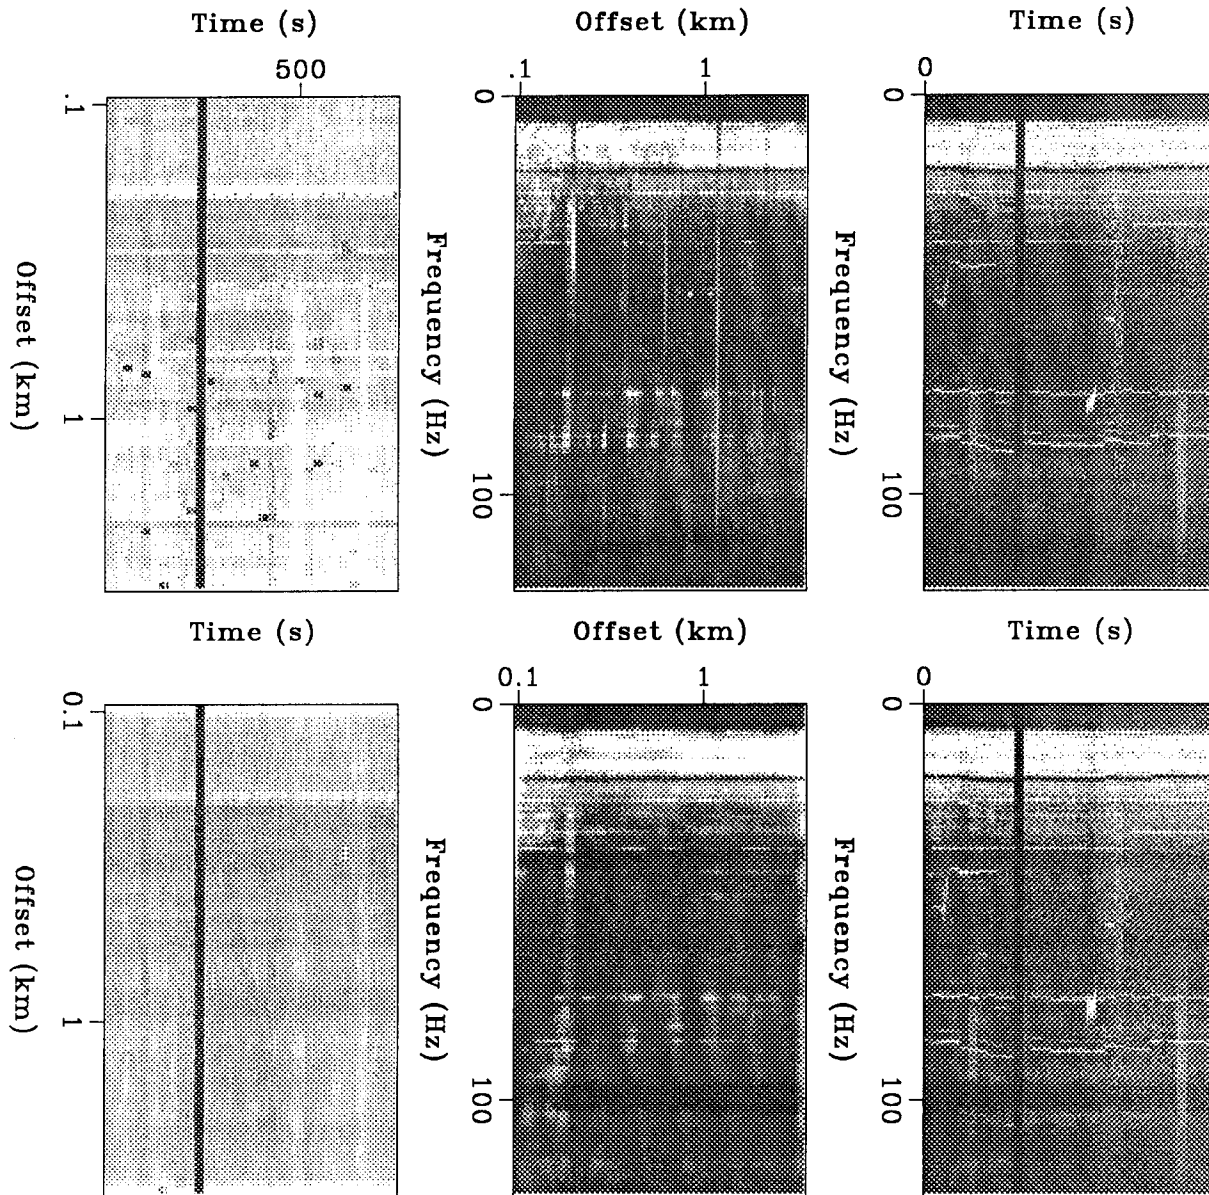 Time (s)
Offset (km)
Time (s)
500
.1
1
0
.1
1
Offset (km)
0
100
Frequency (Hz)
0
100
Frequency (Hz)
Time (s)
Offset (km)
Time (s)
0.1
1
0
0.1
1
Offset (km)
0
100
Frequency (Hz)
0
100
Frequency (Hz)